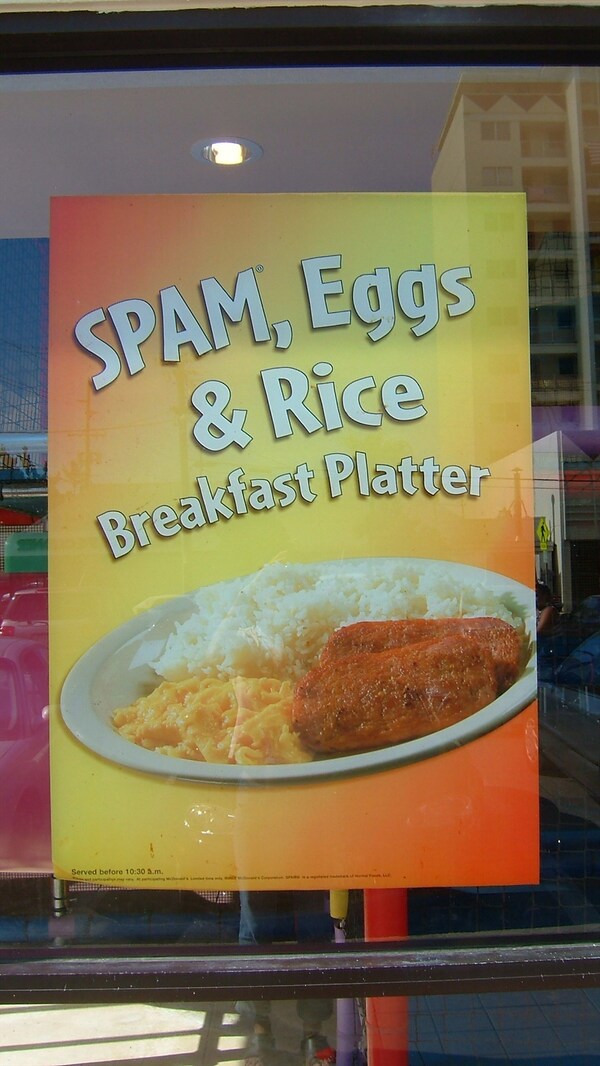 SPAM®, Eggs
& Rice
Breakfast Platter
Served before 10:30 a.m.